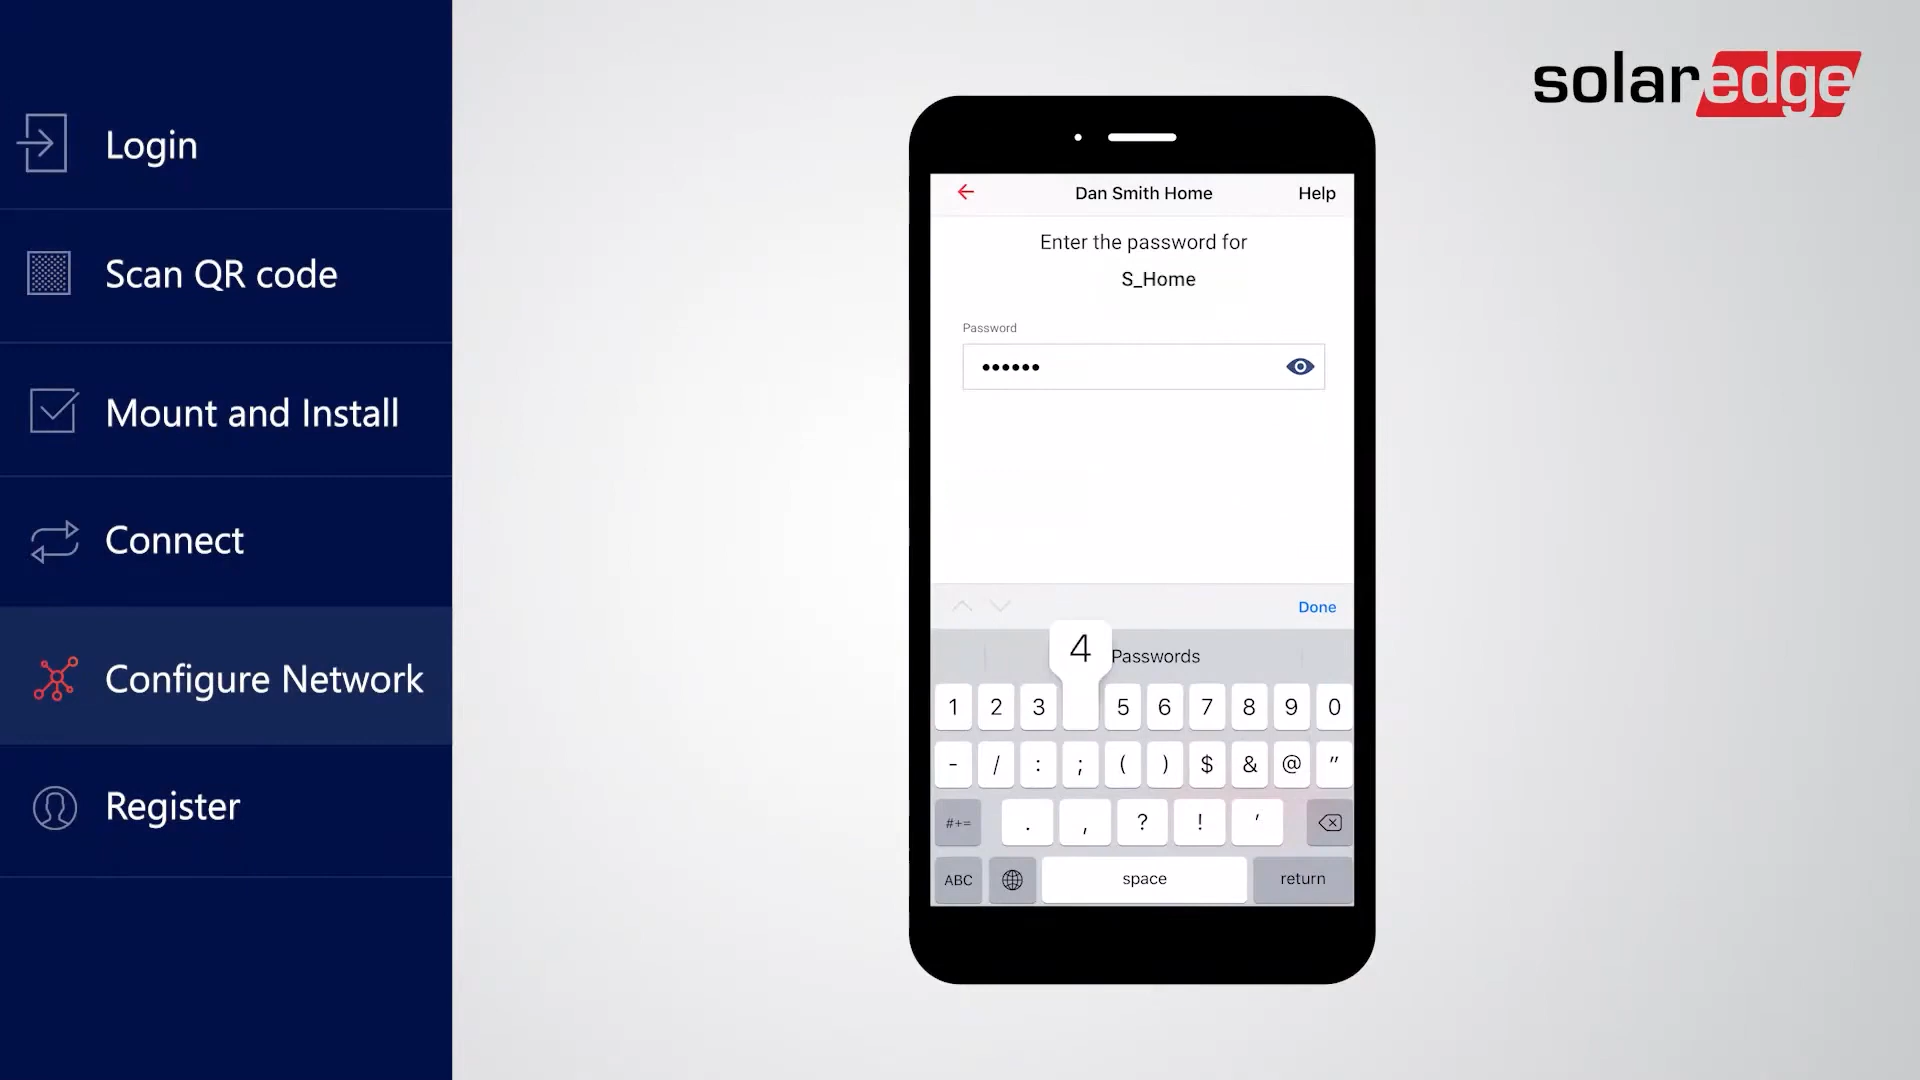 solaredge
Login
Scan QR code
Mount and Install
Connect
Configure Network
Register
Dan Smith Home
Help
Enter the password for
S_Home
Password
••••••
Done
4
Passwords
1 2 3 5 6 7 8 9 0
- / : ; ( ) $ & @ "
#+= . , ? ! '
ABC space return